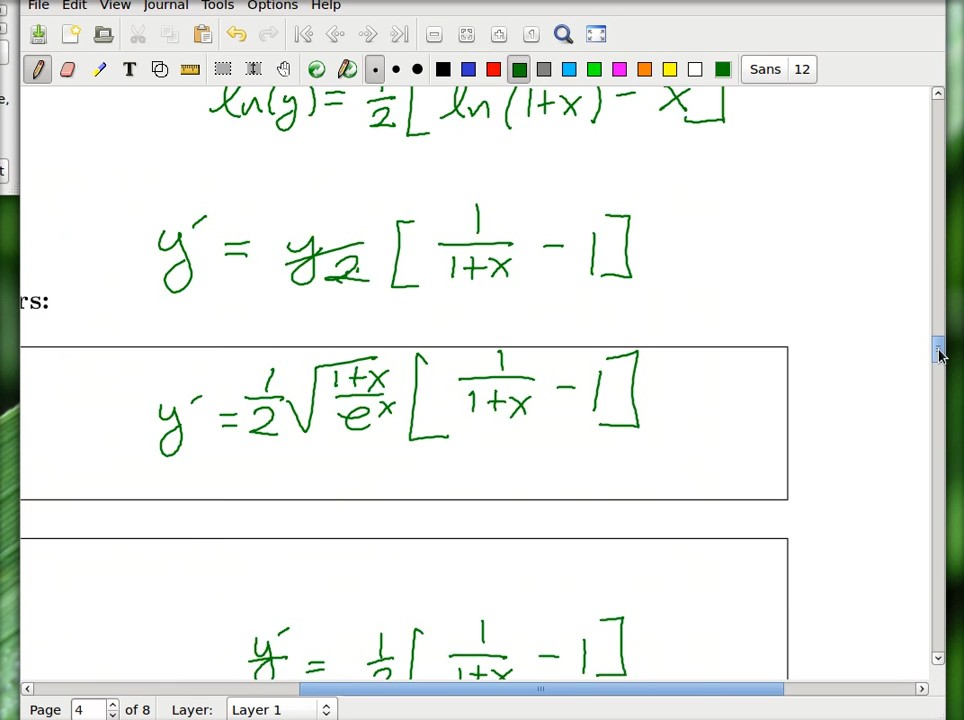 File Edit View Journal Tools Options Help
Sans 12
ln(y) = 1/2 [ ln(1+x) - x ]
y' = y/2 [ 1/(1+x) - 1 ]
rs:
y' = 1/2 √((1+x)/e^x) [ 1/(1+x) - 1 ]
y'/y = 1/2 [ 1/(1+x) - 1 ]
Page 4 of 8 Layer: Layer 1